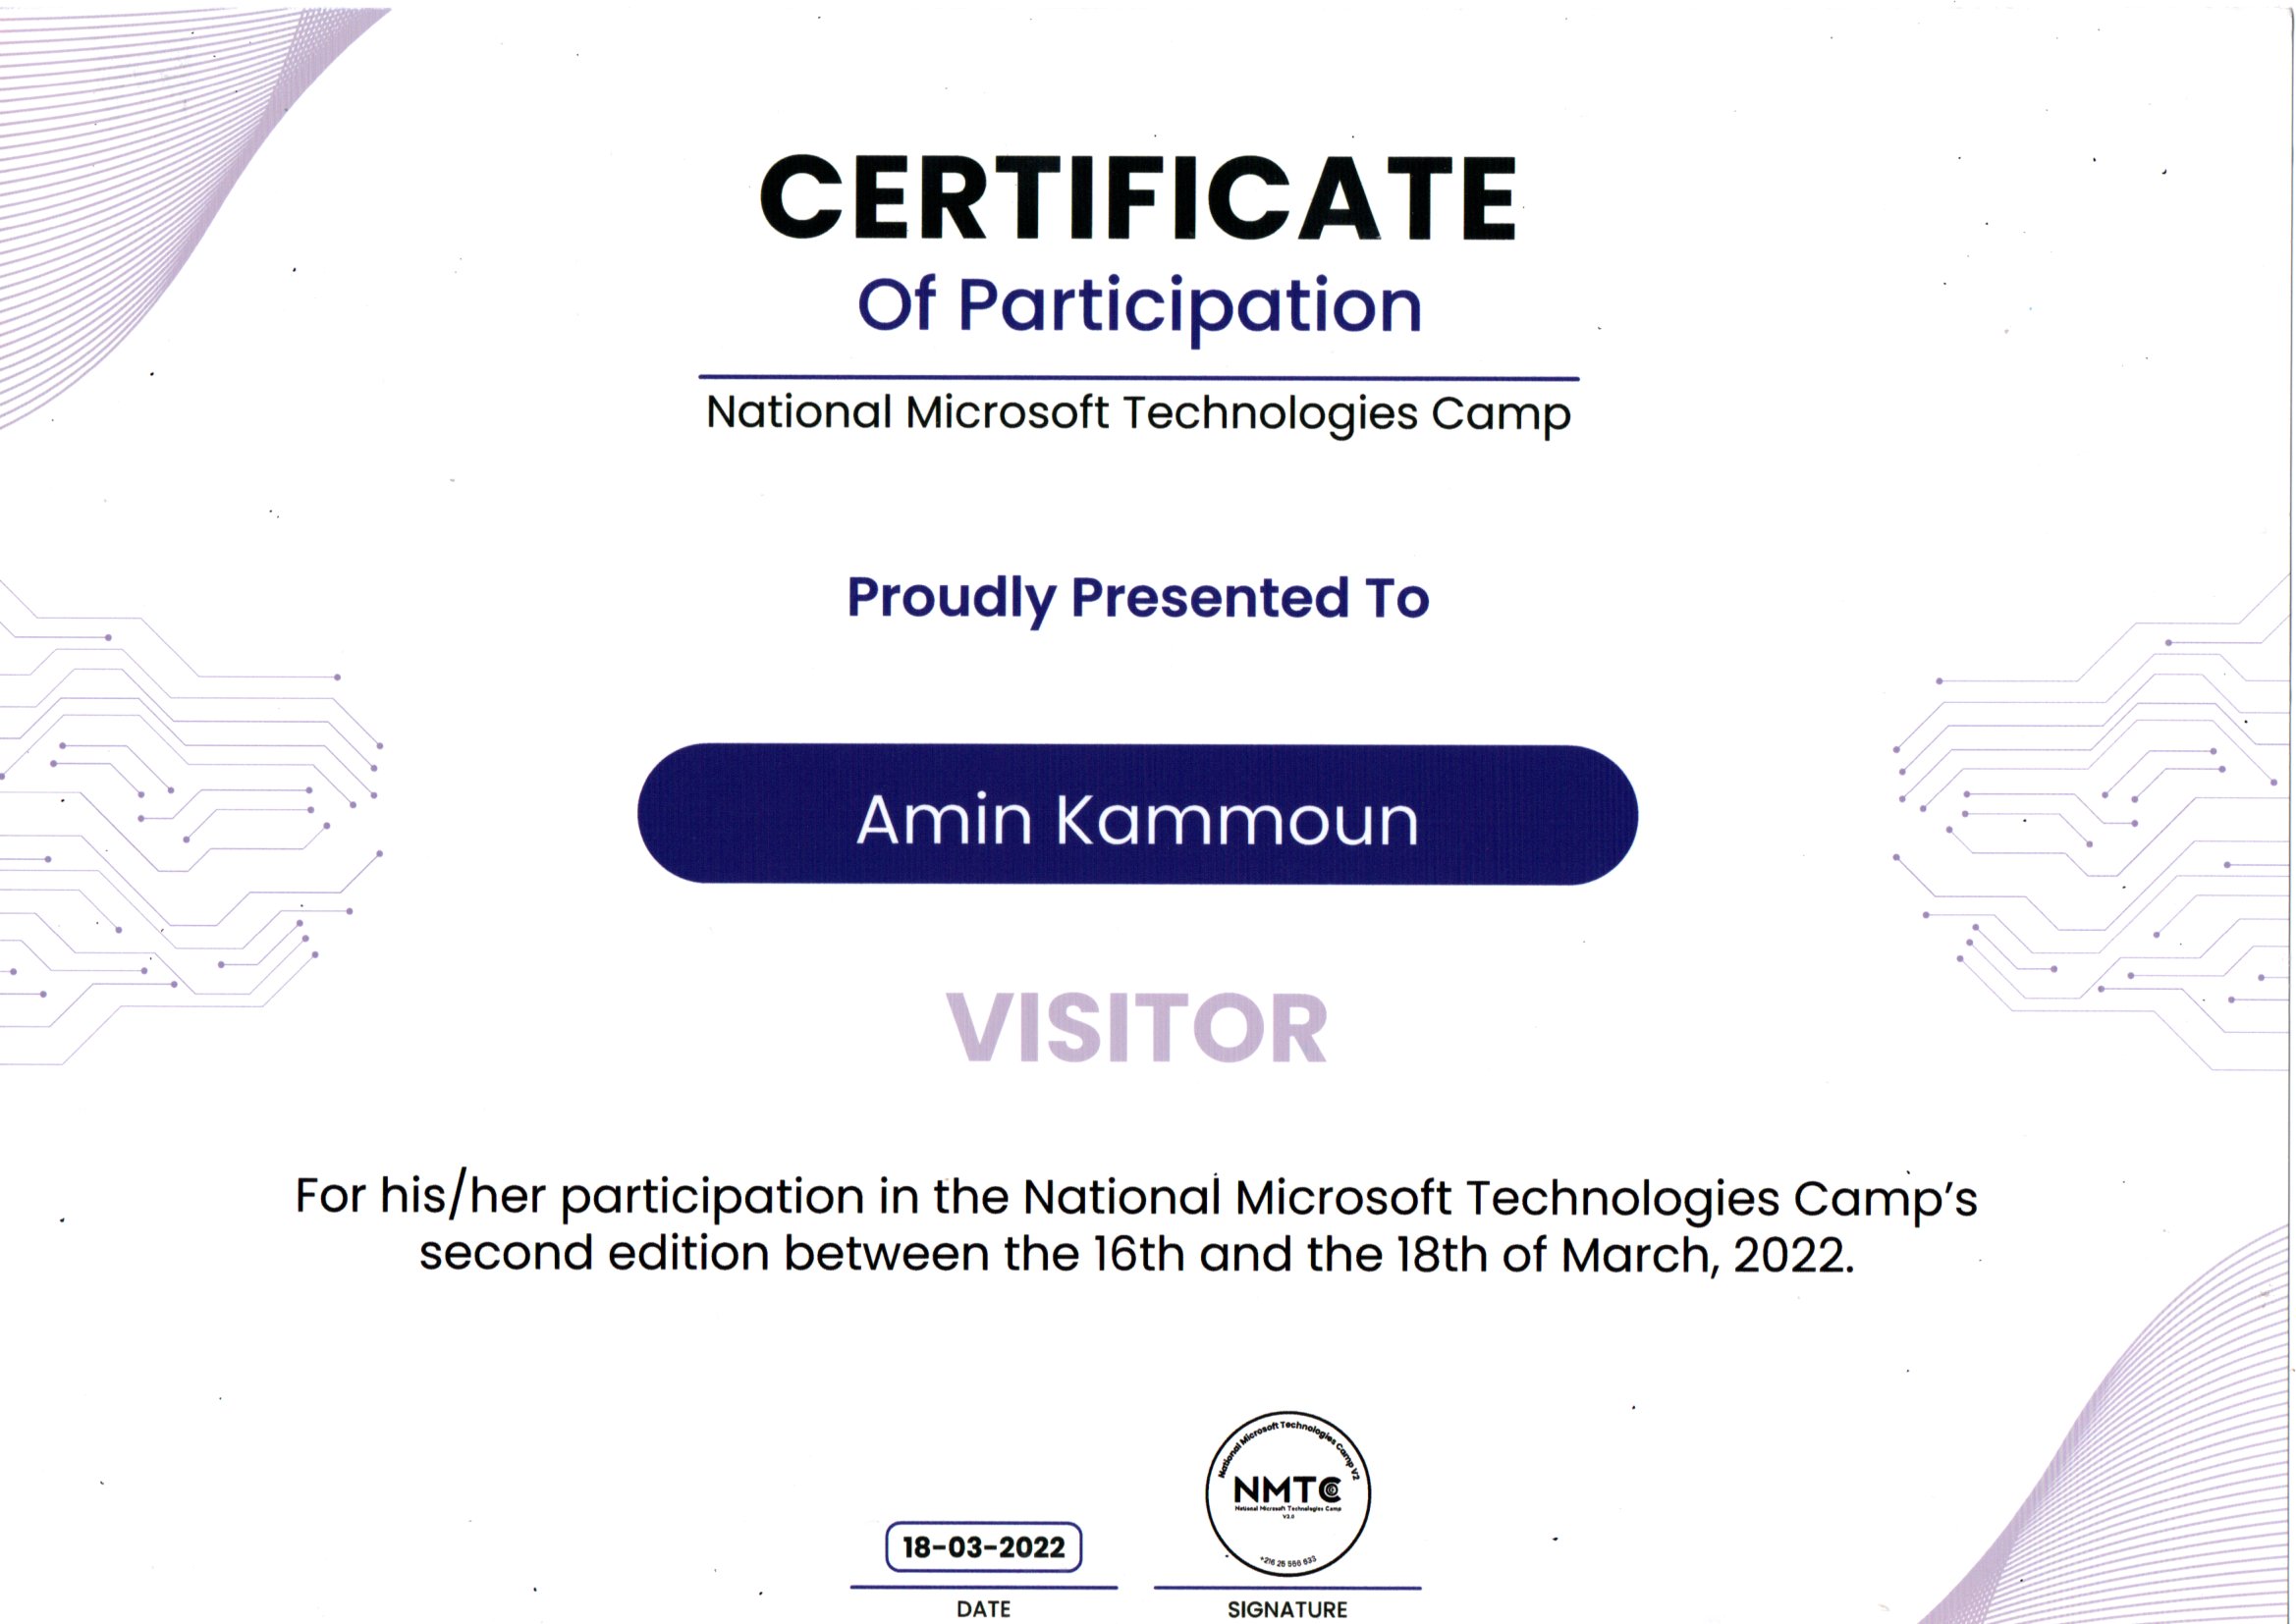 CERTIFICATE
Of Participation
National Microsoft Technologies Camp
Proudly Presented To
Amin Kammoun
VISITOR
For his/her participation in the National Microsoft Technologies Camp's
second edition between the 16th and the 18th of March, 2022.
National Microsoft Technologies Camp V2
NMTC
National Microsoft Technologies Camp
V2.0
+216 25 566 633
18-03-2022
DATE
SIGNATURE